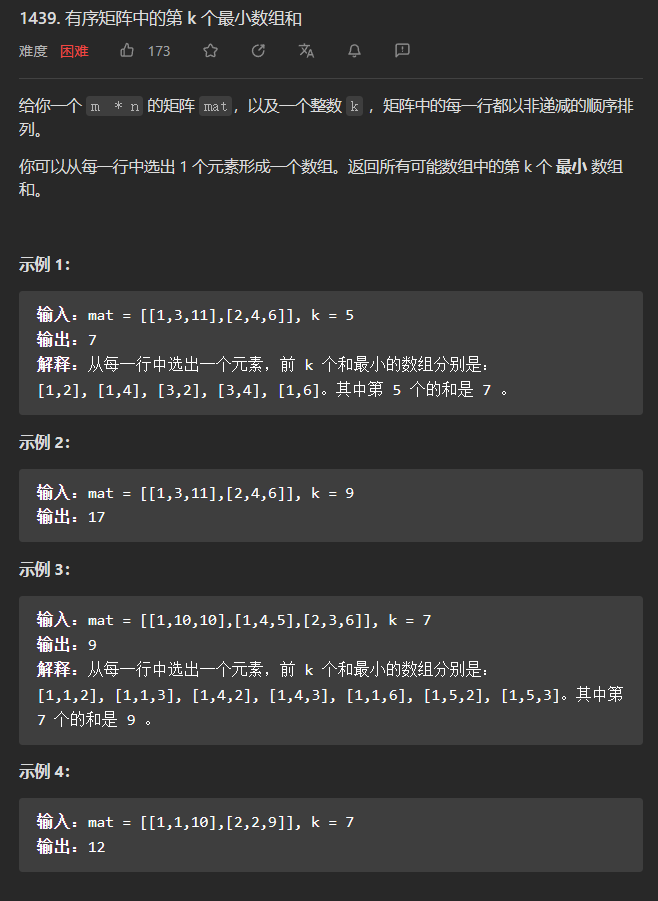 1439. 有序矩阵中的第 k 个最小数组和
难度 困难 173
给你一个 m * n 的矩阵 mat，以及一个整数 k ，矩阵中的每一行都以非递减的顺序排
列。
你可以从每一行中选出 1 个元素形成一个数组。返回所有可能数组中的第 k 个 最小 数组
和。
示例 1：
输入：mat = [[1,3,11],[2,4,6]], k = 5
输出：7
解释：从每一行中选出一个元素，前 k 个和最小的数组分别是：
[1,2], [1,4], [3,2], [3,4], [1,6]。其中第 5 个的和是 7 。
示例 2：
输入：mat = [[1,3,11],[2,4,6]], k = 9
输出：17
示例 3：
输入：mat = [[1,10,10],[1,4,5],[2,3,6]], k = 7
输出：9
解释：从每一行中选出一个元素，前 k 个和最小的数组分别是：
[1,1,2], [1,1,3], [1,4,2], [1,4,3], [1,1,6], [1,5,2], [1,5,3]。其中第
7 个的和是 9 。
示例 4：
输入：mat = [[1,1,10],[2,2,9]], k = 7
输出：12